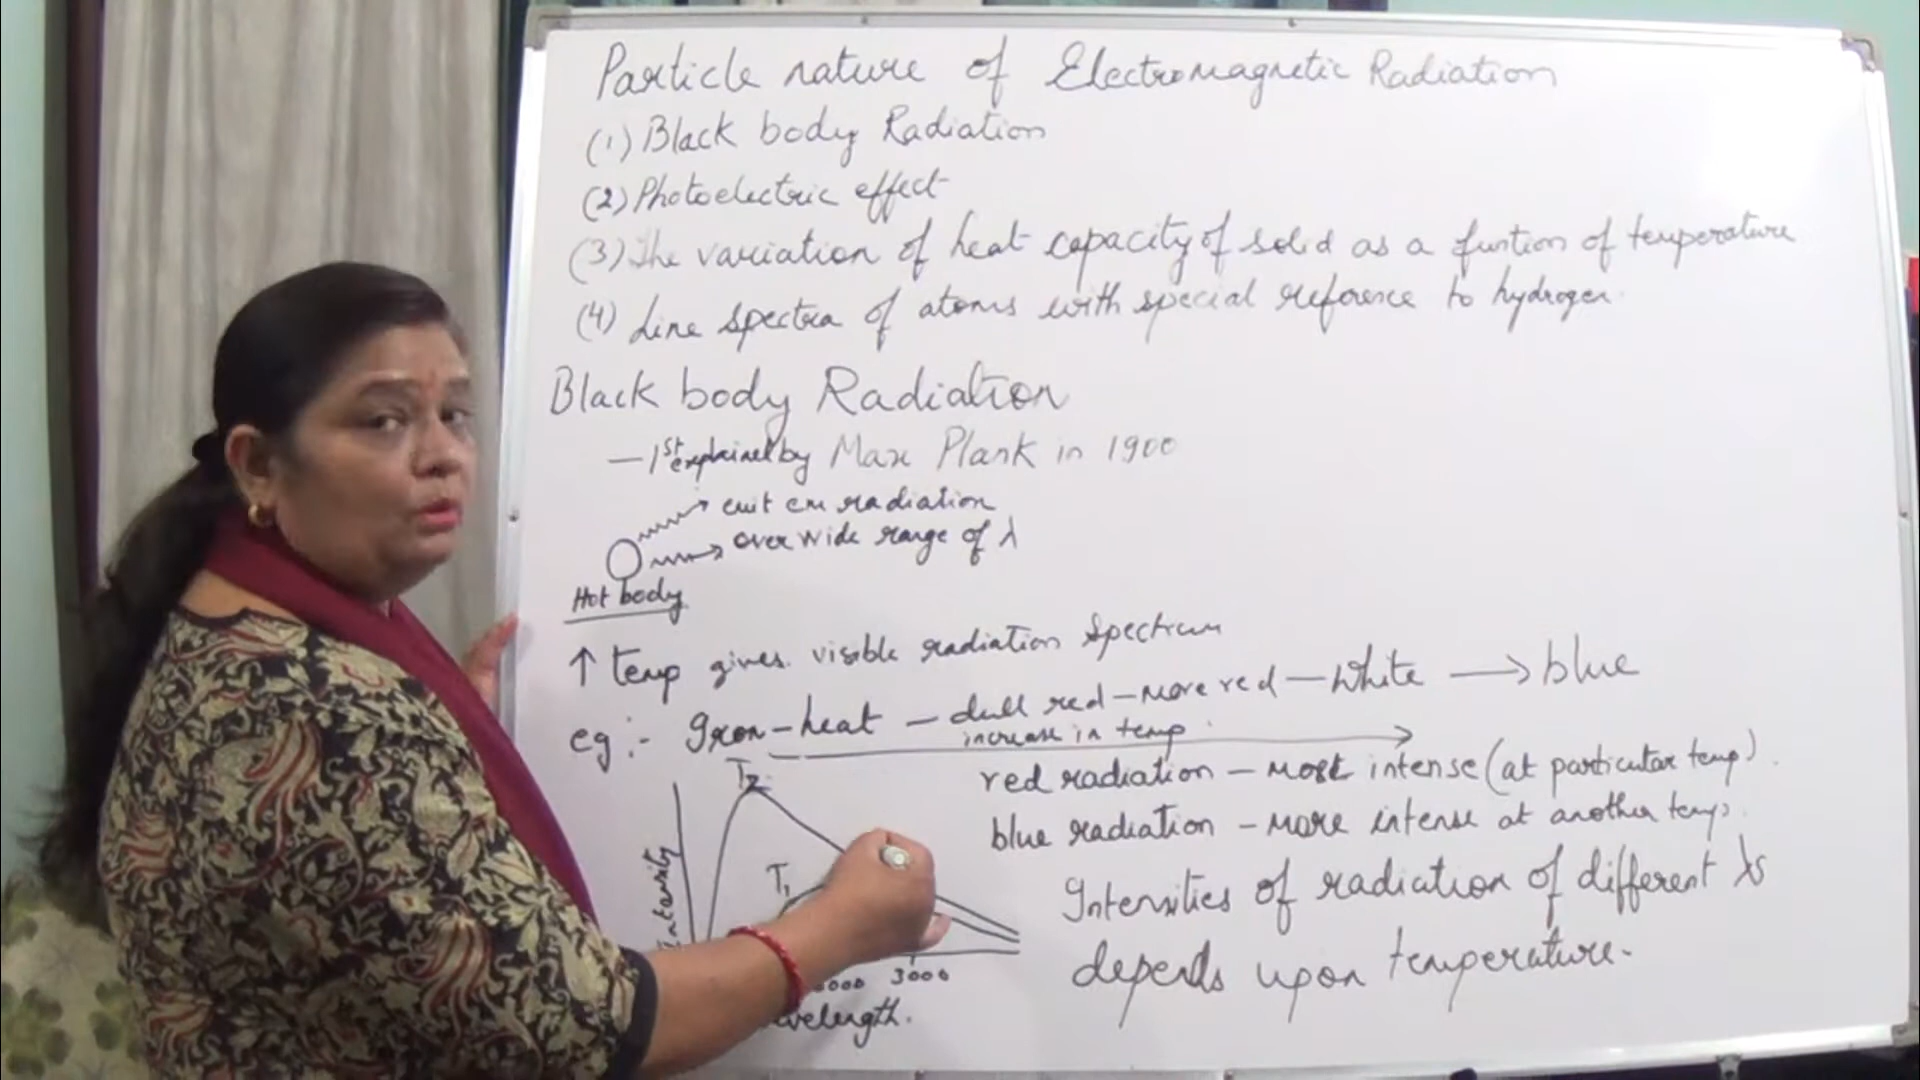 Particle nature of Electromagnetic Radiation
(1) Black body Radiation
(2) Photoelectric effect
(3) The variation of heat capacity of solid as a funtion of temperature
(4) Line spectra of atoms with special reference to hydrogen
Black body Radiation
— 1st explained by Max Plank in 1900
emit em radiation
over wide range of λ
Hot body
↑ temp gives visible radiation spectrum
eg :- Iron – heat – dull red – more red – white → blue
increase in temp
red radiation – most intense (at particular temp).
blue radiation – more intense at another temp.
Intensities of radiation of different λs
depends upon temperature.
T2
T1
Intensity
3000